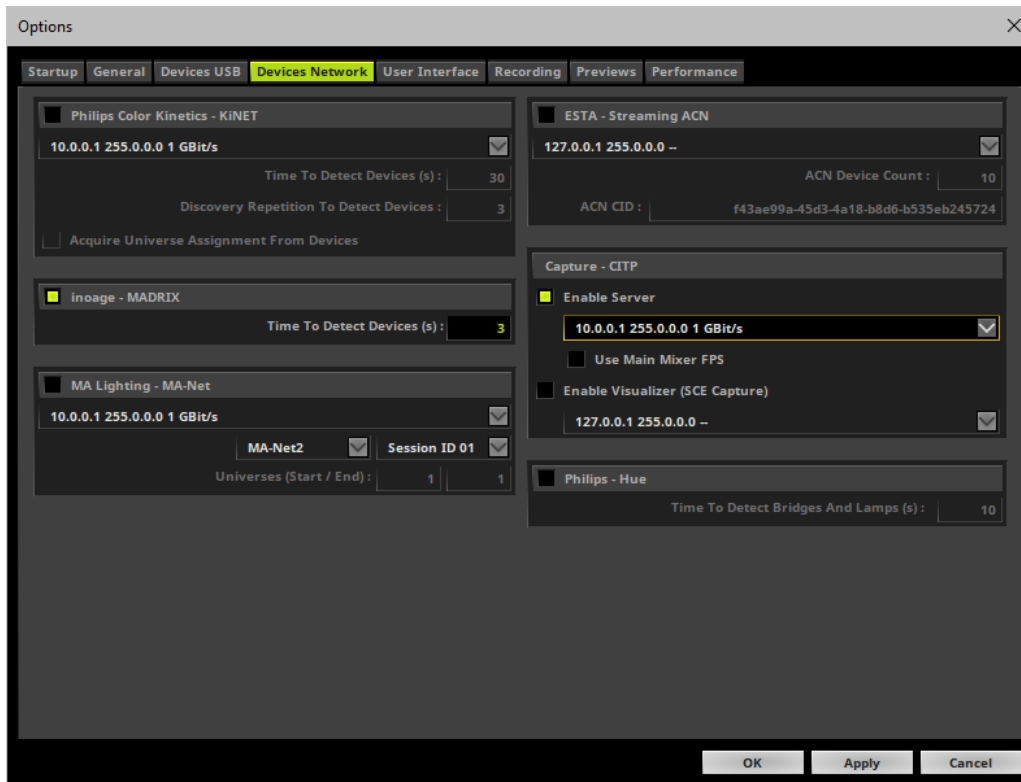 Options
Startup General Devices USB Devices Network User Interface Recording Previews Performance
Philips Color Kinetics - KiNET
10.0.0.1 255.0.0.0 1 GBit/s
Time To Detect Devices (s) : 30
Discovery Repetition To Detect Devices : 3
Acquire Universe Assignment From Devices
inoage - MADRIX
Time To Detect Devices (s) : 3
MA Lighting - MA-Net
10.0.0.1 255.0.0.0 1 GBit/s
MA-Net2 Session ID 01
Universes (Start / End) : 1 1
ESTA - Streaming ACN
127.0.0.1 255.0.0.0 --
ACN Device Count : 10
ACN CID : f43ae99a-45d3-4a18-b8d6-b535eb245724
Capture - CITP
Enable Server
10.0.0.1 255.0.0.0 1 GBit/s
Use Main Mixer FPS
Enable Visualizer (SCE Capture)
127.0.0.1 255.0.0.0 --
Philips - Hue
Time To Detect Bridges And Lamps (s) : 10
OK Apply Cancel